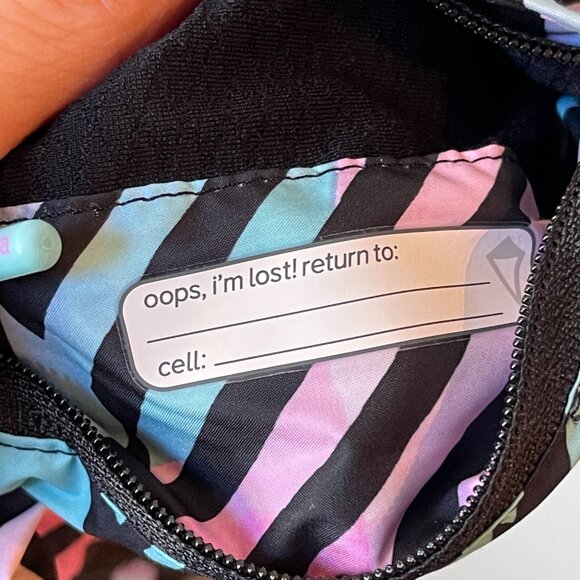 oops, i'm lost! return to:
cell: